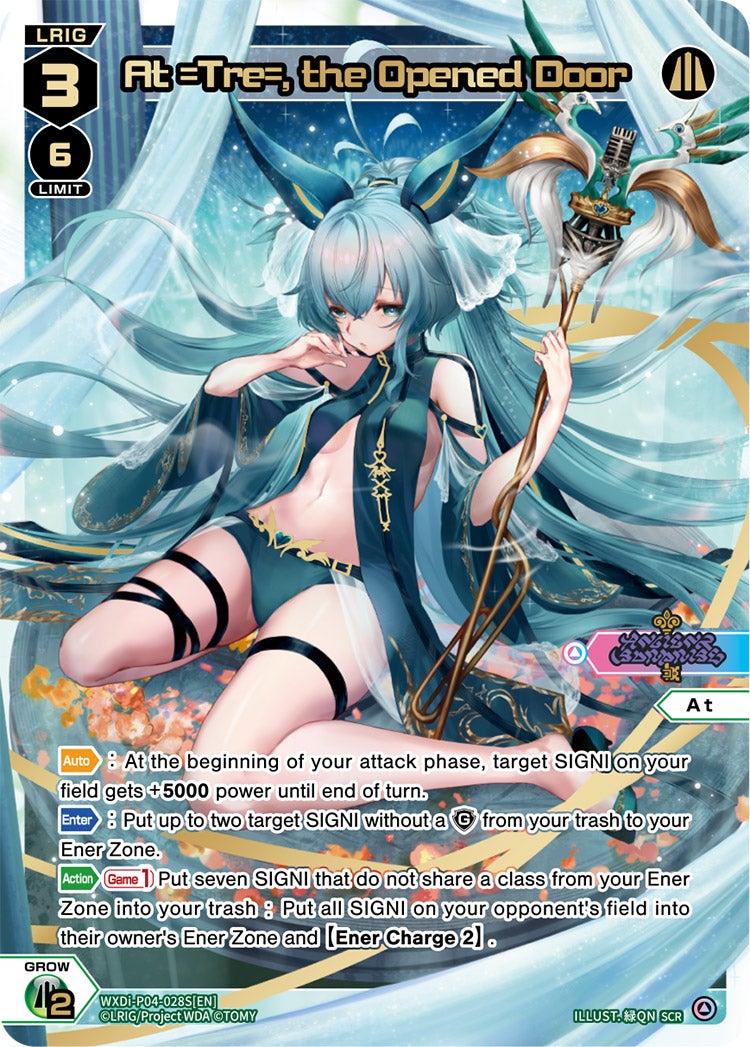 LRIG
3
At =Tre=, the Opened Door
6
LIMIT
At
Auto : At the beginning of your attack phase, target SIGNI on your
field gets +5000 power until end of turn.
Enter : Put up to two target SIGNI without a G from your trash to your
Ener Zone.
Action Game 1 Put seven SIGNI that do not share a class from your Ener
Zone into your trash : Put all SIGNI on your opponent's field into
their owner's Ener Zone and 【Ener Charge 2】.
GROW
2
WXDi-P04-028S[EN]
©LRIG/Project WDA ©TOMY
ILLUST. 緑QN SCR